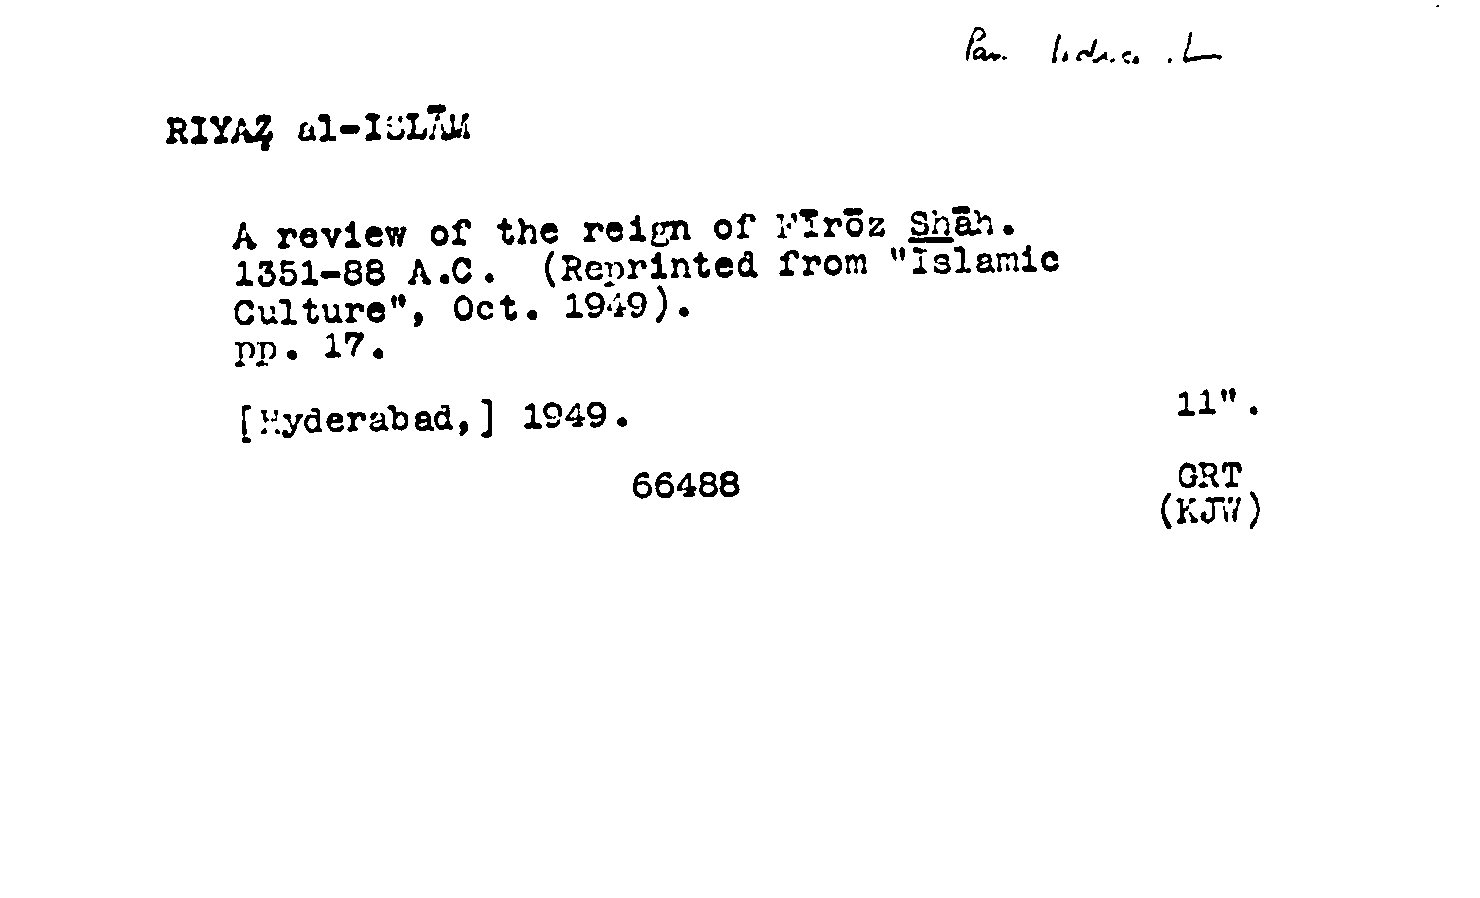 Pam. India. L
RIYAẒ al-ISLĀM
A review of the reign of Fīrōz Shāh.
1351-88 A.C. (Reprinted from "Islamic
Culture", Oct. 1949).
pp. 17.
[Hyderabad,] 1949.
11".
66488
GRT
(KJW)